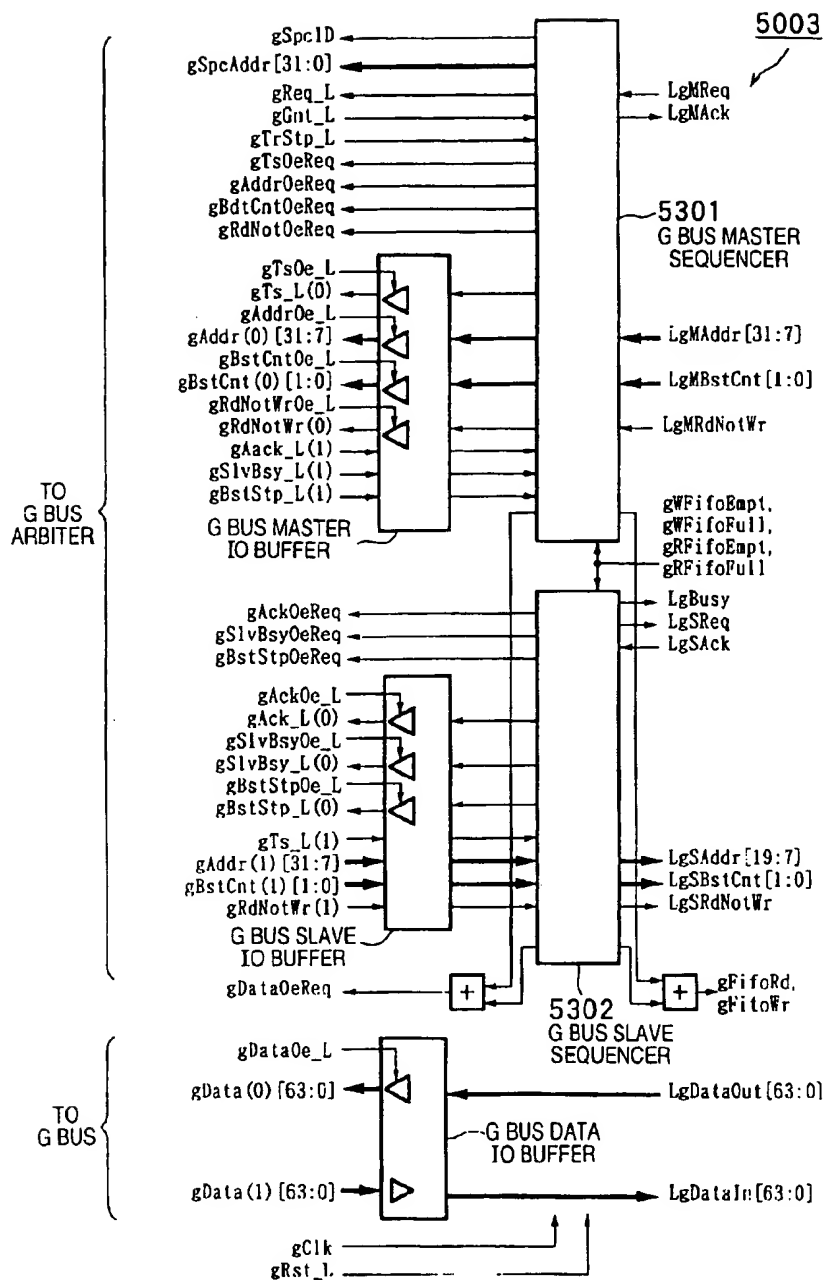 5003
gSpcID
gSpcAddr[31:0]
gReq_L
gGnt_L
gTrStp_L
gTsOeReq
gAddrOeReq
gBdtCntOeReq
gRdNotOeReq
LgMReq
LgMAck
5301
G BUS MASTER
SEQUENCER
gTsOe_L
gTs_L(0)
gAddrOe_L
gAddr(0)[31:7]
gBstCntOe_L
gBstCnt(0)[1:0]
gRdNotWrOe_L
gRdNotWr(0)
gAack_L(1)
gSlvBsy_L(1)
gBstStp_L(1)
LgMAddr[31:7]
LgMBstCnt[1:0]
LgMRdNotWr
TO
G BUS
ARBITER
G BUS MASTER
IO BUFFER
gWFifoEmpt,
gWFifoFull,
gRFifoEmpt,
gRFifoFull
gAckOeReq
gSlvBsyOeReq
gBstStpOeReq
LgBusy
LgSReq
LgSAck
gAckOe_L
gAck_L(0)
gSlvBsyOe_L
gSlvBsy_L(0)
gBstStpOe_L
gBstStp_L(0)
gTs_L(1)
gAddr(1)[31:7]
gBstCnt(1)[1:0]
gRdNotWr(1)
LgSAddr[19:7]
LgSBstCnt[1:0]
LgSRdNotWr
G BUS SLAVE
IO BUFFER
gDataOeReq
+
+
gFifoRd,
gFifoWr
5302
G BUS SLAVE
SEQUENCER
TO
G BUS
gDataOe_L
gData(0)[63:0]
LgDataOut[63:0]
G BUS DATA
IO BUFFER
gData(1)[63:0]
LgDataIn[63:0]
gClk
gRst_L